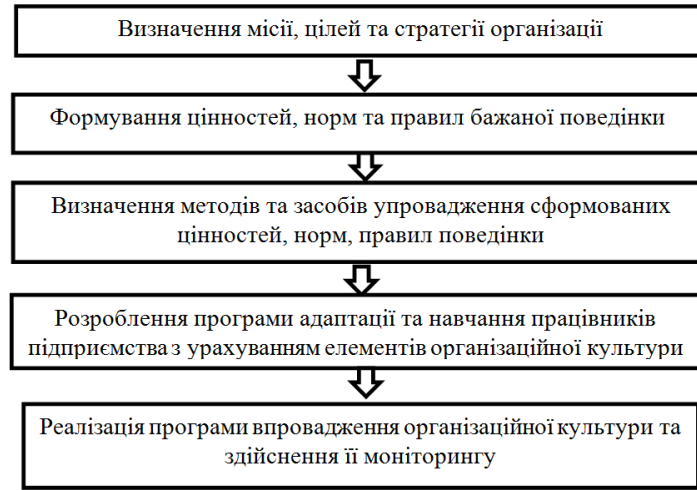 Визначення місії, цілей та стратегії організації
Формування цінностей, норм та правил бажаної поведінки
Визначення методів та засобів упровадження сформованих
цінностей, норм, правил поведінки
Розроблення програми адаптації та навчання працівників
підприємства з урахуванням елементів організаційної культури
Реалізація програми впровадження організаційної культури та
здійснення її моніторингу